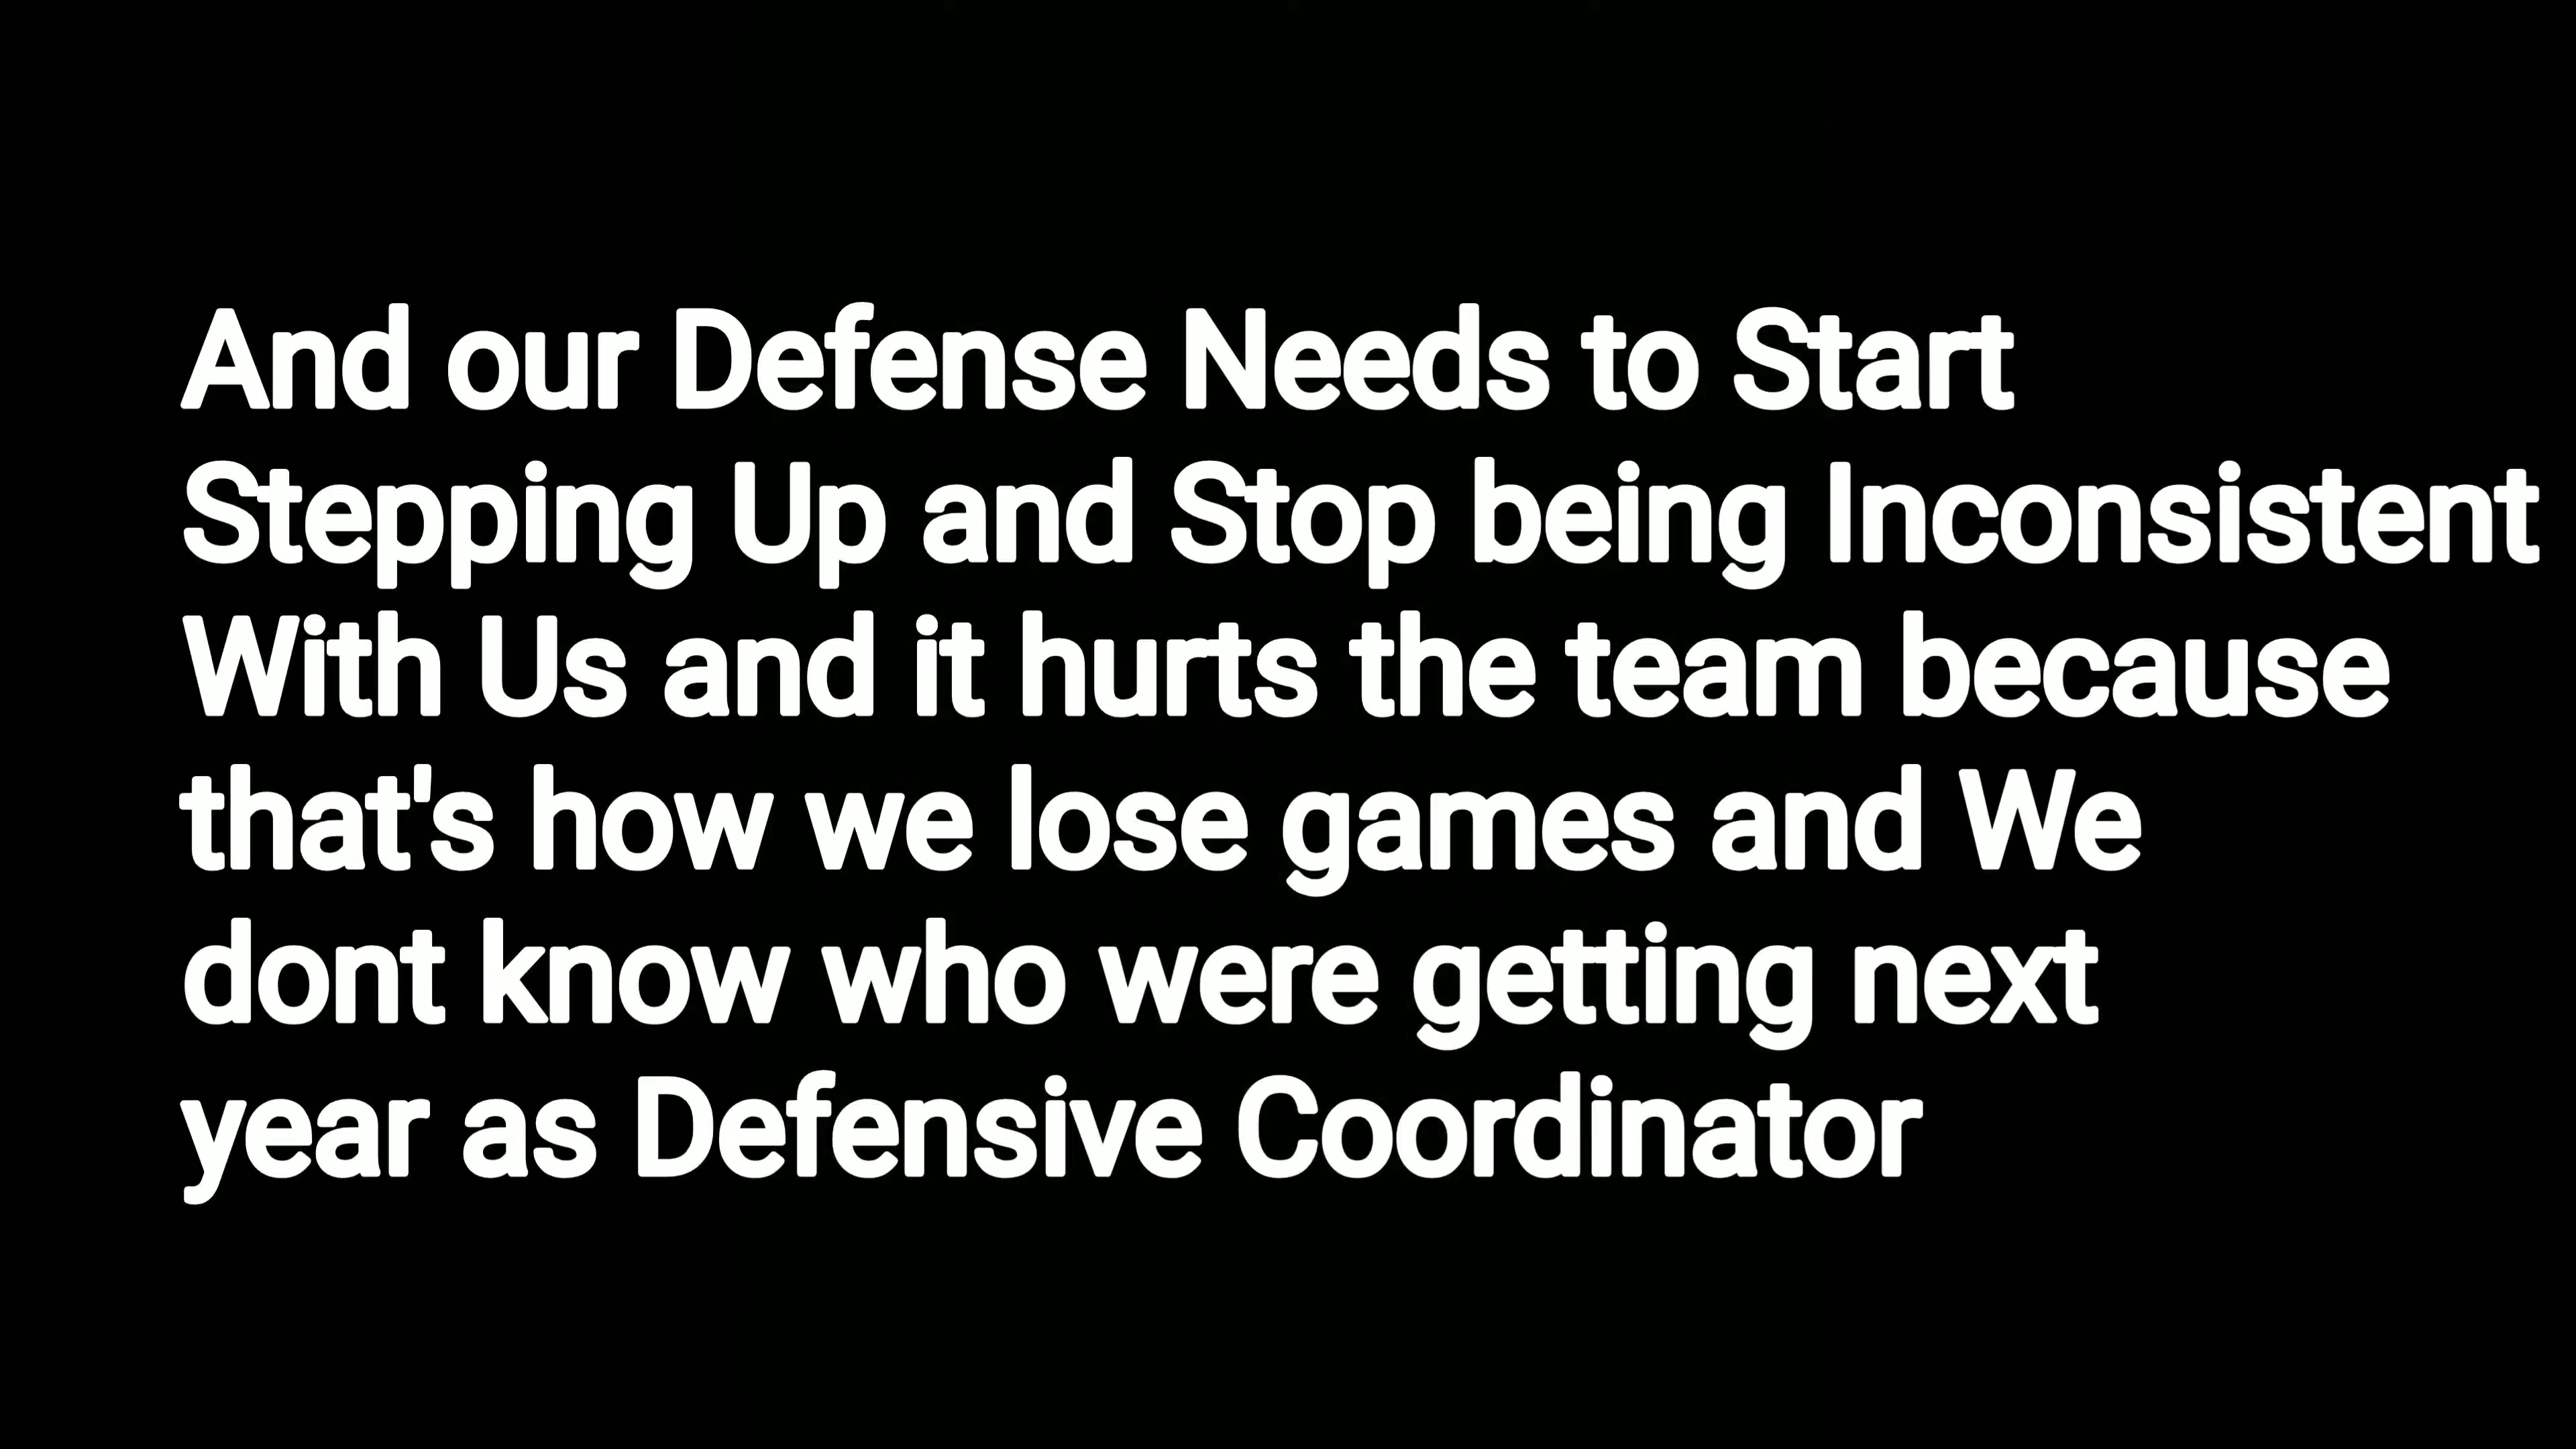 And our Defense Needs to Start
Stepping Up and Stop being Inconsistent
With Us and it hurts the team because
that's how we lose games and We
dont know who were getting next
year as Defensive Coordinator